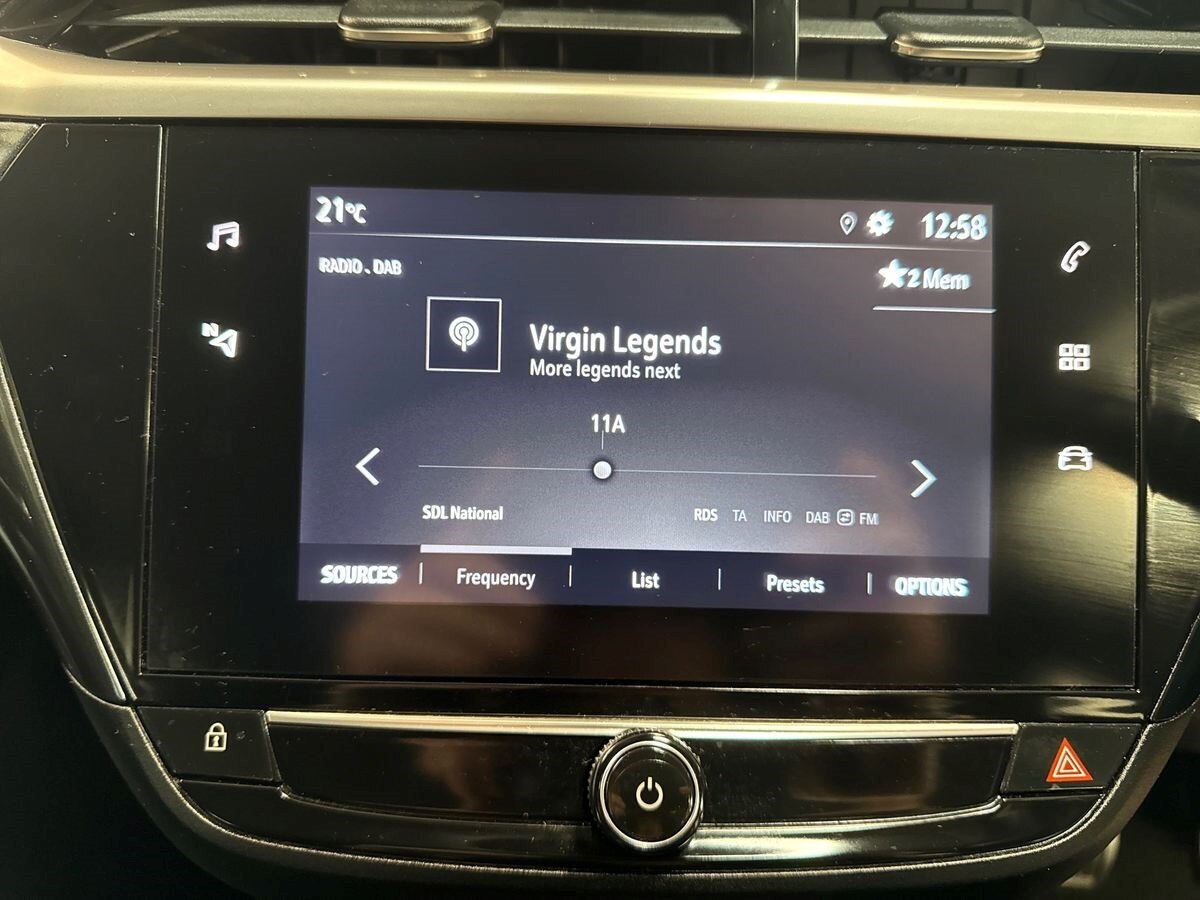 21°C
12:58
RADIO . DAB
2 Mem
Virgin Legends
More legends next
N
11A
SDL National
RDS TA INFO DAB FM
SOURCES | Frequency | List | Presets | OPTIONS